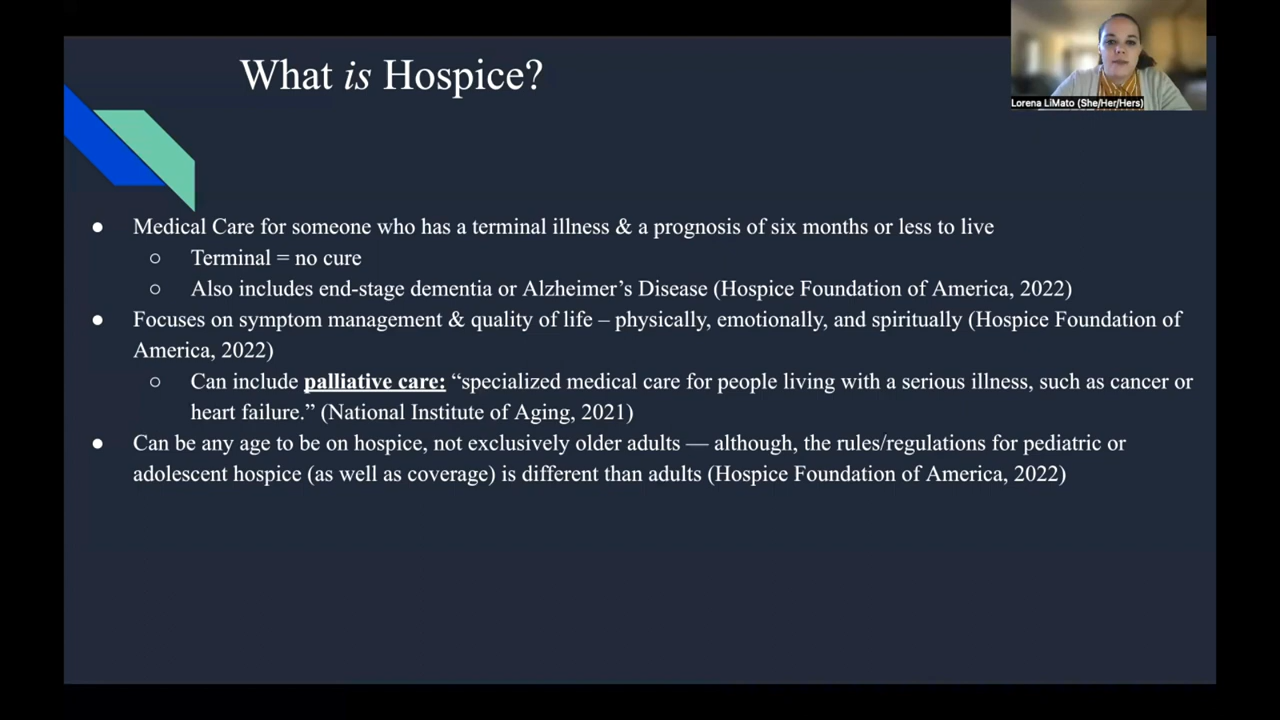 What is Hospice?
Lorena LiMato (She/Her/Hers)
● Medical Care for someone who has a terminal illness & a prognosis of six months or less to live
○ Terminal = no cure
○ Also includes end-stage dementia or Alzheimer’s Disease (Hospice Foundation of America, 2022)
● Focuses on symptom management & quality of life – physically, emotionally, and spiritually (Hospice Foundation of
America, 2022)
○ Can include palliative care: “specialized medical care for people living with a serious illness, such as cancer or
heart failure.” (National Institute of Aging, 2021)
● Can be any age to be on hospice, not exclusively older adults — although, the rules/regulations for pediatric or
adolescent hospice (as well as coverage) is different than adults (Hospice Foundation of America, 2022)